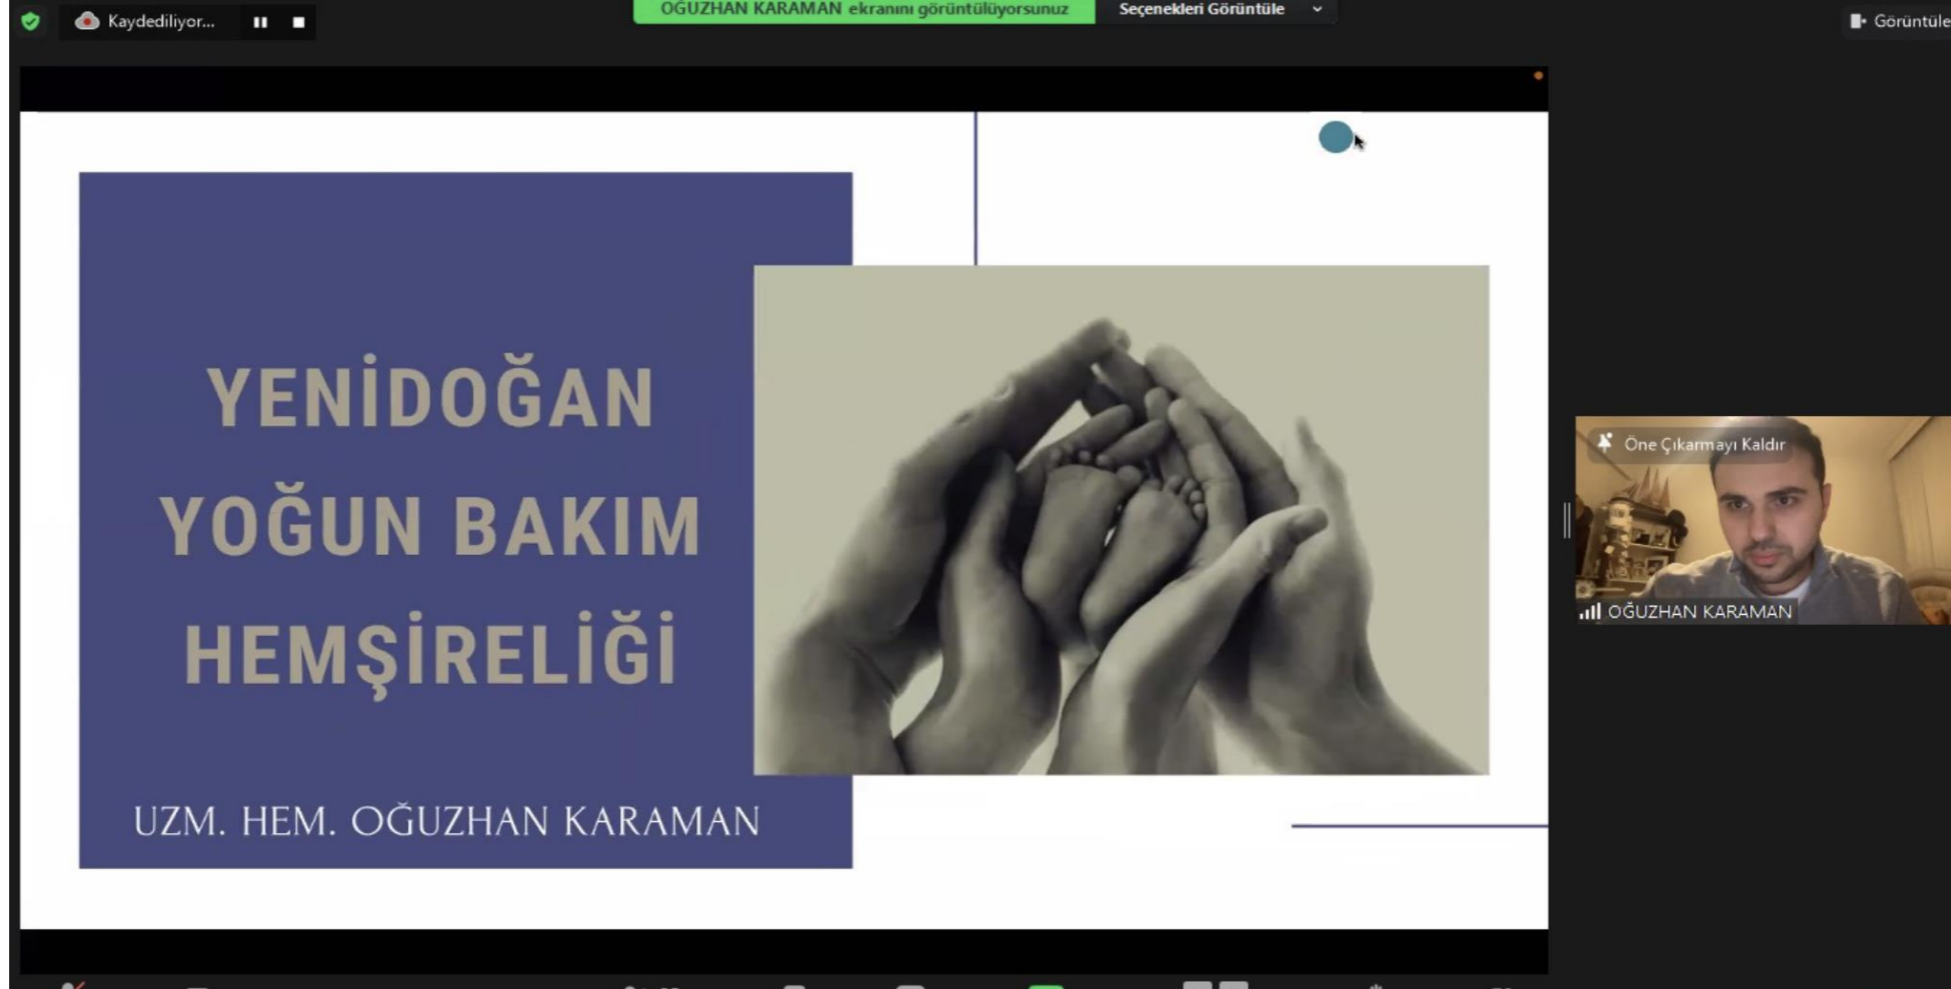 Kaydediliyor...
OĞUZHAN KARAMAN ekranını görüntülüyorsunuz
Seçenekleri Görüntüle
Görüntüle
YENİDOĞAN
YOĞUN BAKIM
HEMŞİRELİĞİ
UZM. HEM. OĞUZHAN KARAMAN
Öne Çıkarmayı Kaldır
OĞUZHAN KARAMAN